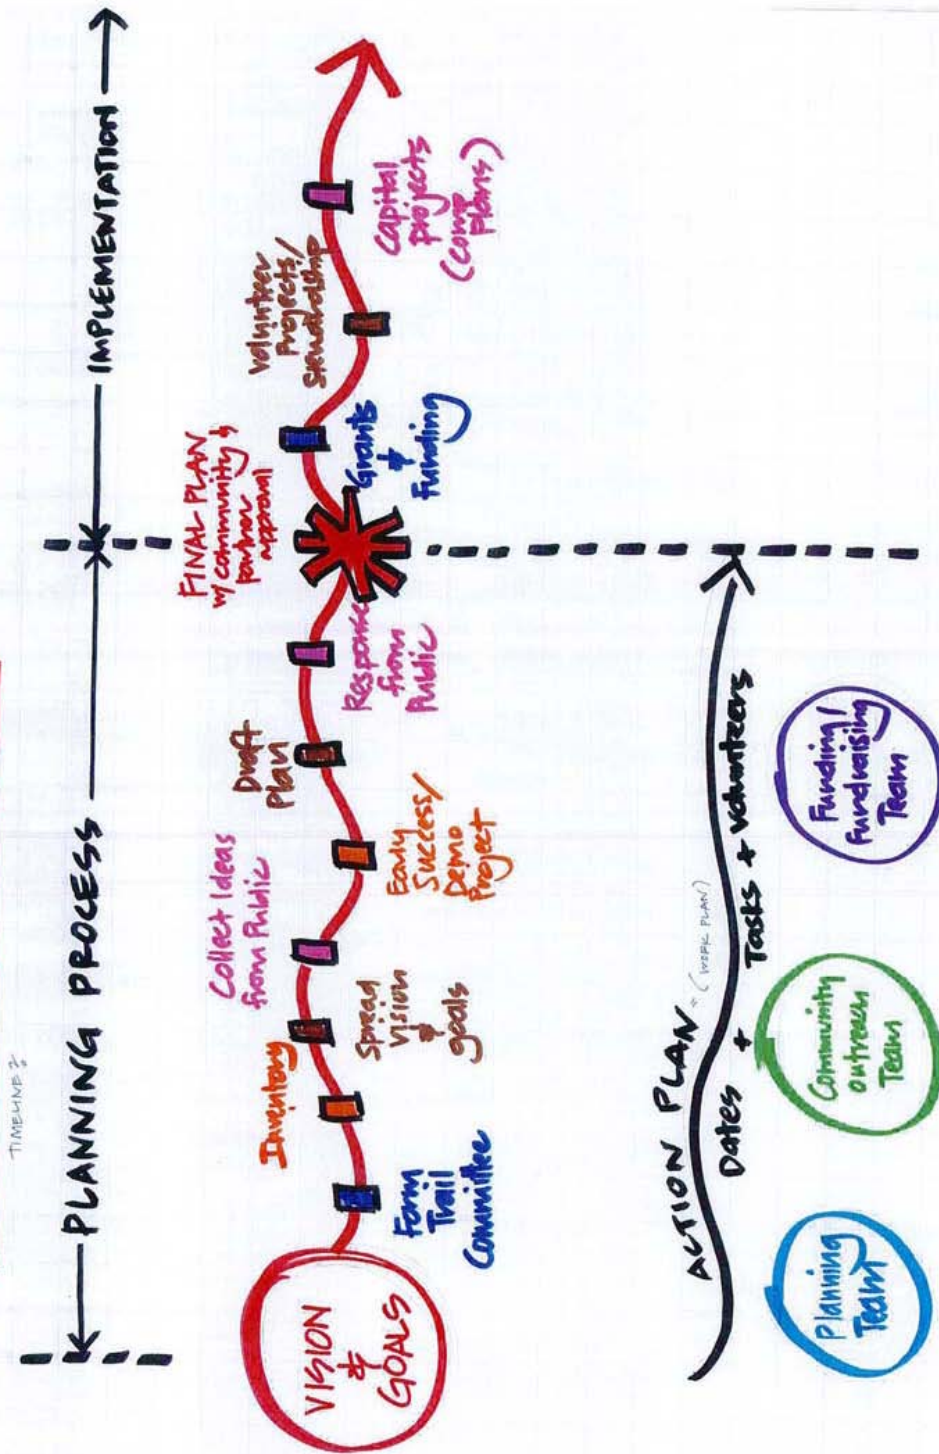 TIMELINE?
PLANNING PROCESS
IMPLEMENTATION
VISION
&
GOALS
Form
Trail
Committee
Inventory
Spread
vision
&
goals
Collect Ideas
from Public
Early
Success/
Demo
Project
Draft
Plan
Response
from
Public
FINAL PLAN
w/ community &
partner
approval
Grants
&
Funding
Volunteer
Projects/
Stewardship
Capital
projects
(comp
plans)
ACTION PLAN = (WORK PLAN)
Dates + Tasks + volunteers
Planning
Team
Community
outreach
Team
Funding/
Fundraising
Team